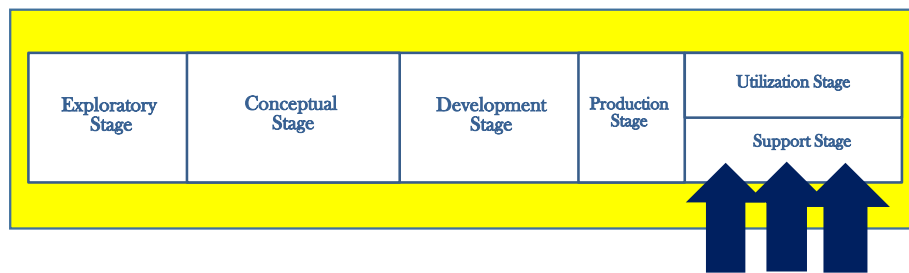 Exploratory
Stage
Conceptual
Stage
Development
Stage
Production
Stage
Utilization Stage
Support Stage